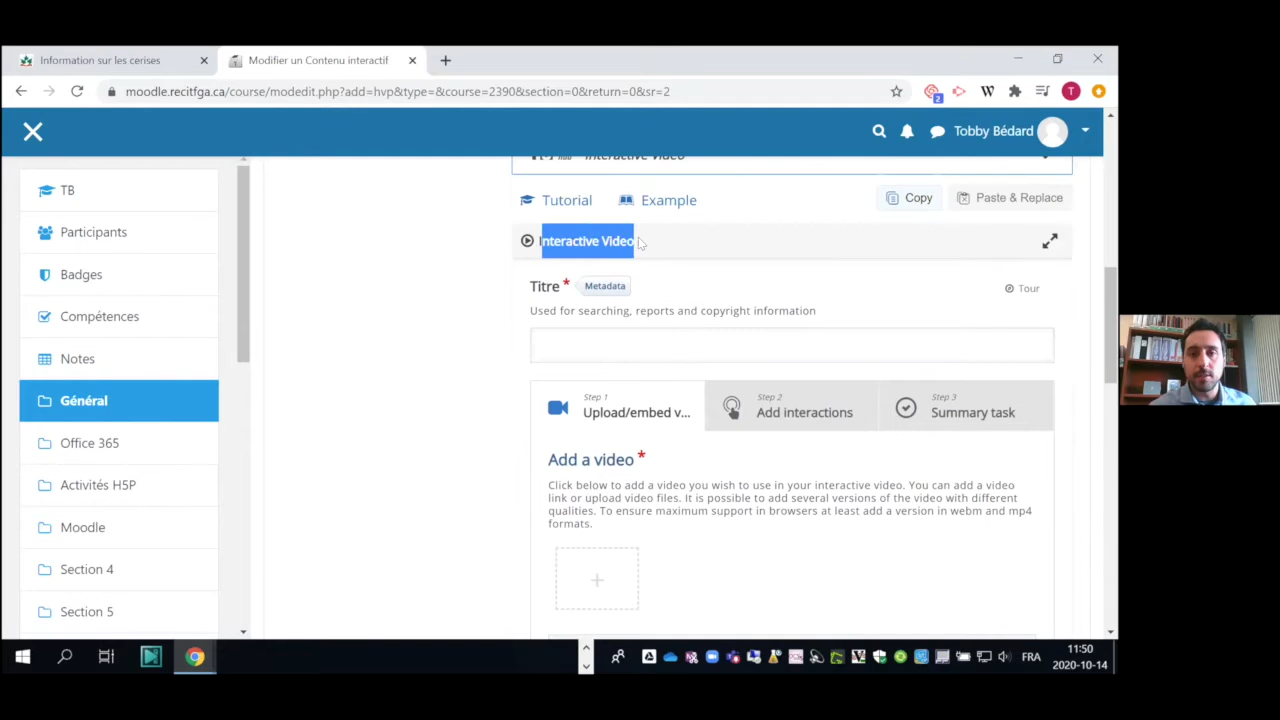 Information sur les cerises
Modifier un Contenu interactif
moodle.recitfga.ca/course/modedit.php?add=hvp&type=&course=2390&section=0&return=0&sr=2
2
W
T
Tobby Bédard
TB
Participants
Badges
Compétences
Notes
Général
Office 365
Activités H5P
Moodle
Section 4
Section 5
Interactive Video
Tutorial
Example
Copy
Paste & Replace
Interactive Video
Titre *
Metadata
Tour
Used for searching, reports and copyright information
Step 1
Upload/embed v...
Step 2
Add interactions
Step 3
Summary task
Add a video *
Click below to add a video you wish to use in your interactive video. You can add a video
link or upload video files. It is possible to add several versions of the video with different
qualities. To ensure maximum support in browsers at least add a version in webm and mp4
formats.
FRA
11:50
2020-10-14